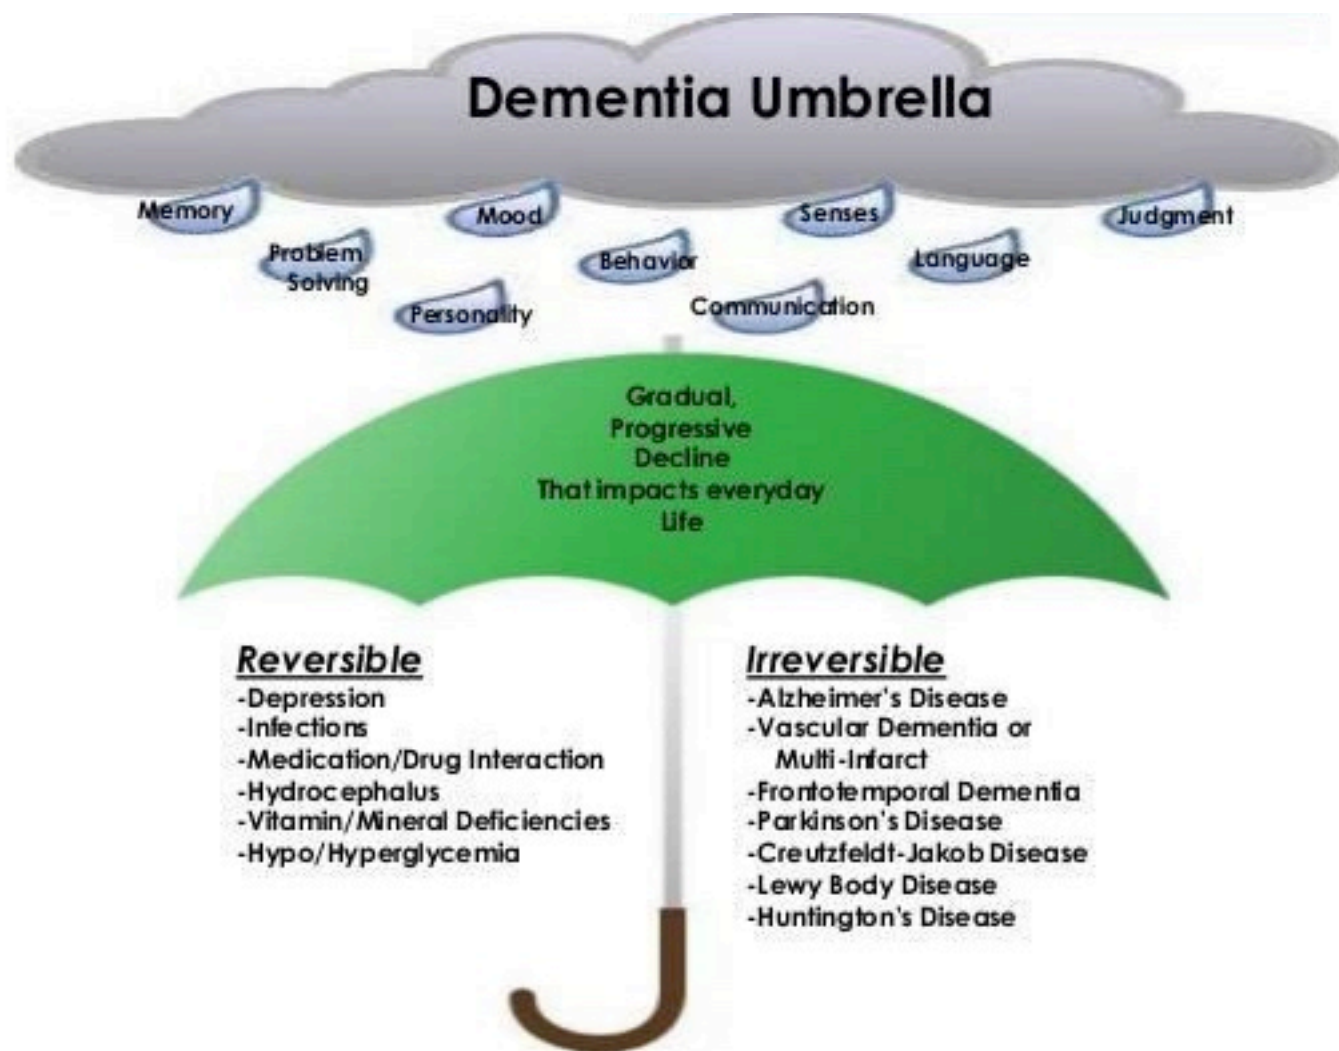 Dementia Umbrella
Memory
Mood
Senses
Judgment
Problem
Solving
Behavior
Language
Personality
Communication
Gradual,
Progressive
Decline
That impacts everyday
Life
Reversible
-Depression
-Infections
-Medication/Drug Interaction
-Hydrocephalus
-Vitamin/Mineral Deficiencies
-Hypo/Hyperglycemia
Irreversible
-Alzheimer's Disease
-Vascular Dementia or
Multi-Infarct
-Frontotemporal Dementia
-Parkinson's Disease
-Creutzfeldt-Jakob Disease
-Lewy Body Disease
-Huntington's Disease